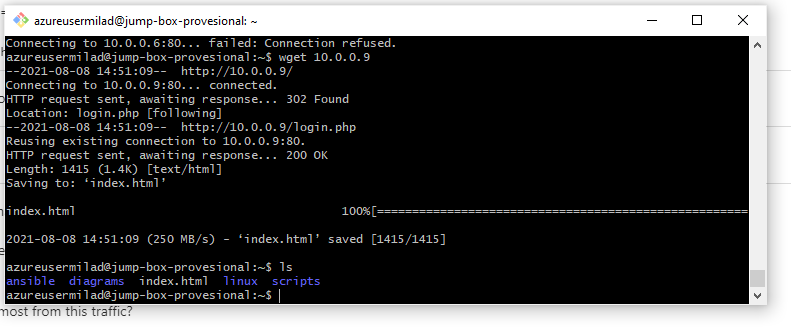 azureusermilad@jump-box-provesional: ~
Connecting to 10.0.0.6:80... failed: Connection refused.
azureusermilad@jump-box-provesional:~$ wget 10.0.0.9
--2021-08-08 14:51:09--  http://10.0.0.9/
Connecting to 10.0.0.9:80... connected.
HTTP request sent, awaiting response... 302 Found
Location: login.php [following]
--2021-08-08 14:51:09--  http://10.0.0.9/login.php
Reusing existing connection to 10.0.0.9:80.
HTTP request sent, awaiting response... 200 OK
Length: 1415 (1.4K) [text/html]
Saving to: ‘index.html’
index.html 100%[==================================================
2021-08-08 14:51:09 (250 MB/s) - ‘index.html’ saved [1415/1415]
azureusermilad@jump-box-provesional:~$ ls
ansible  diagrams  index.html  linux  scripts
azureusermilad@jump-box-provesional:~$
most from this traffic?